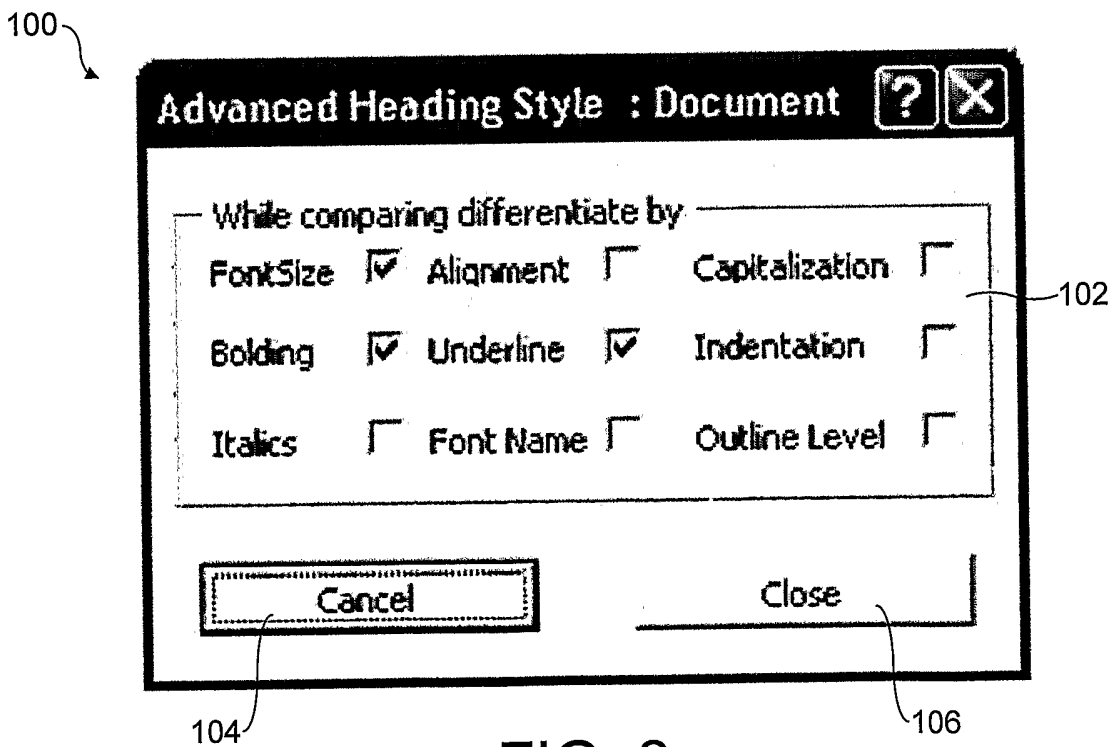 100
Advanced Heading Style : Document
While comparing differentiate by
FontSize Alignment Capitalization
102
Bolding Underline Indentation
Italics Font Name Outline Level
Cancel Close
104 106